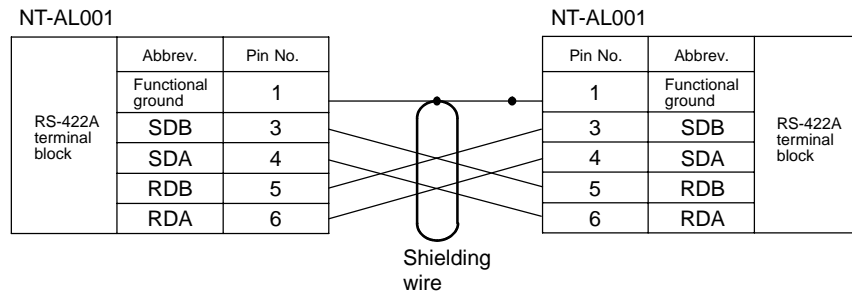 NT-AL001 NT-AL001
Abbrev. Pin No. Pin No. Abbrev.
Functional ground 1 1 Functional ground
RS-422A terminal block RS-422A terminal block
SDB 3 3 SDB
SDA 4 4 SDA
RDB 5 5 RDB
RDA 6 6 RDA
Shielding
wire